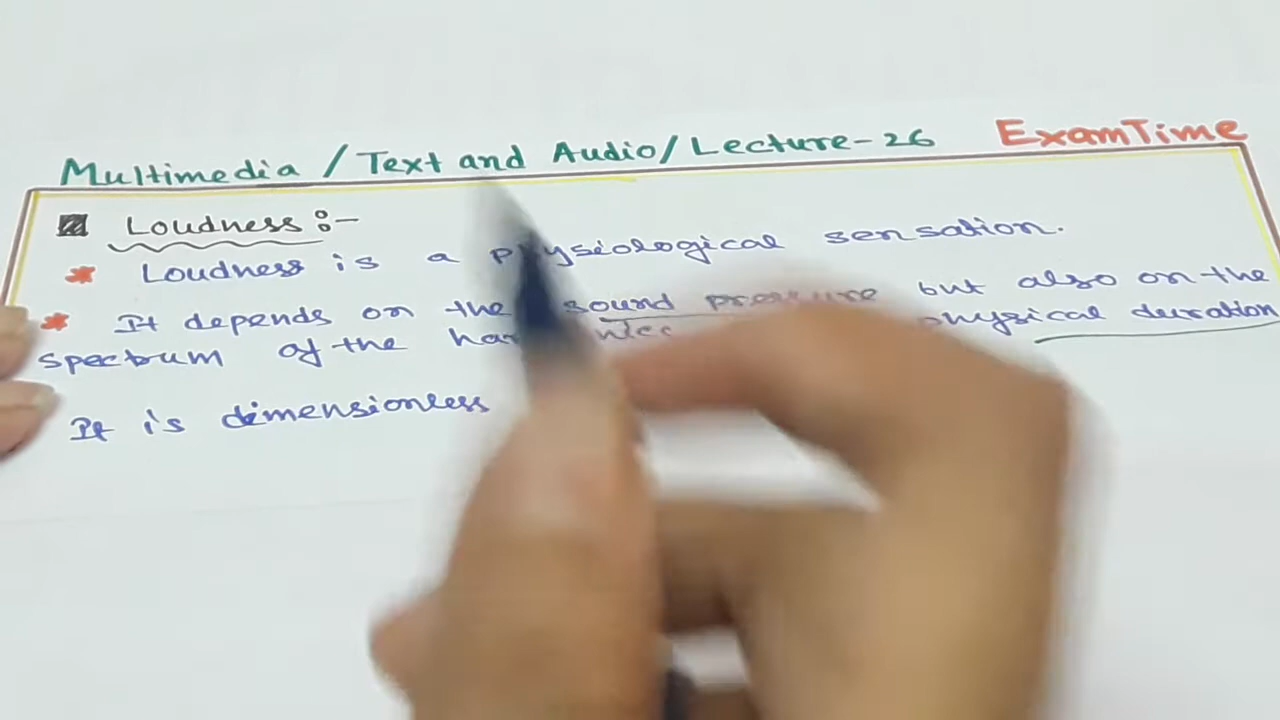 Multimedia / Text and Audio / Lecture-26 ExamTime
Loudness :-
* Loudness is a physiological sensation.
* It depends on the sound pressure but also on the
spectrum of the physical duration
It is dimensionless